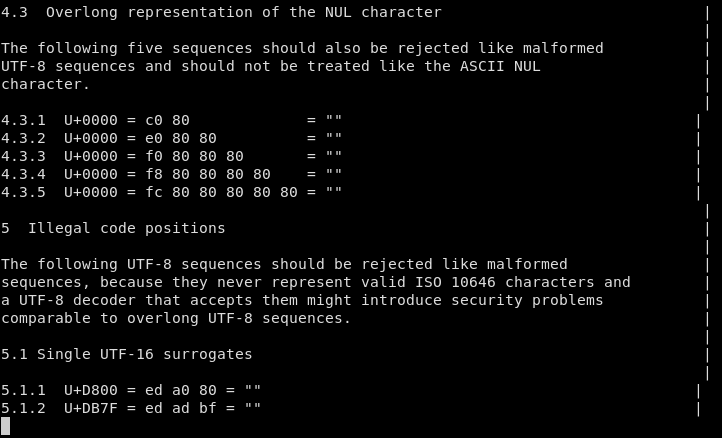 4.3  Overlong representation of the NUL character                             |
                                                                              |
The following five sequences should also be rejected like malformed           |
UTF-8 sequences and should not be treated like the ASCII NUL                  |
character.                                                                    |
                                                                              |
4.3.1  U+0000 = c0 80             = ""                                       |
4.3.2  U+0000 = e0 80 80          = ""                                       |
4.3.3  U+0000 = f0 80 80 80       = ""                                       |
4.3.4  U+0000 = f8 80 80 80 80    = ""                                       |
4.3.5  U+0000 = fc 80 80 80 80 80 = ""                                       |
                                                                              |
5  Illegal code positions                                                     |
                                                                              |
The following UTF-8 sequences should be rejected like malformed               |
sequences, because they never represent valid ISO 10646 characters and        |
a UTF-8 decoder that accepts them might introduce security problems           |
comparable to overlong UTF-8 sequences.                                       |
                                                                              |
5.1 Single UTF-16 surrogates                                                  |
                                                                              |
5.1.1  U+D800 = ed a0 80 = ""                                                |
5.1.2  U+DB7F = ed ad bf = ""                                                |